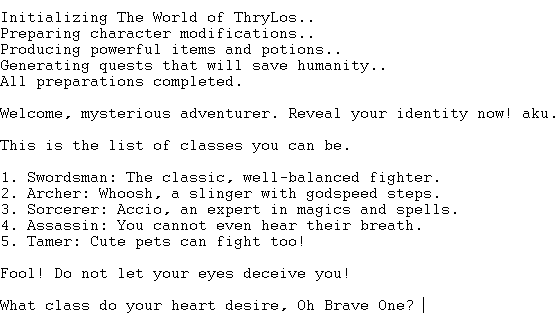 Initializing The World of ThryLos..
Preparing character modifications..
Producing powerful items and potions..
Generating quests that will save humanity..
All preparations completed.
Welcome, mysterious adventurer. Reveal your identity now! aku.
This is the list of classes you can be.
1. Swordsman: The classic, well-balanced fighter.
2. Archer: Whoosh, a slinger with godspeed steps.
3. Sorcerer: Accio, an expert in magics and spells.
4. Assassin: You cannot even hear their breath.
5. Tamer: Cute pets can fight too!
Fool! Do not let your eyes deceive you!
What class do your heart desire, Oh Brave One?